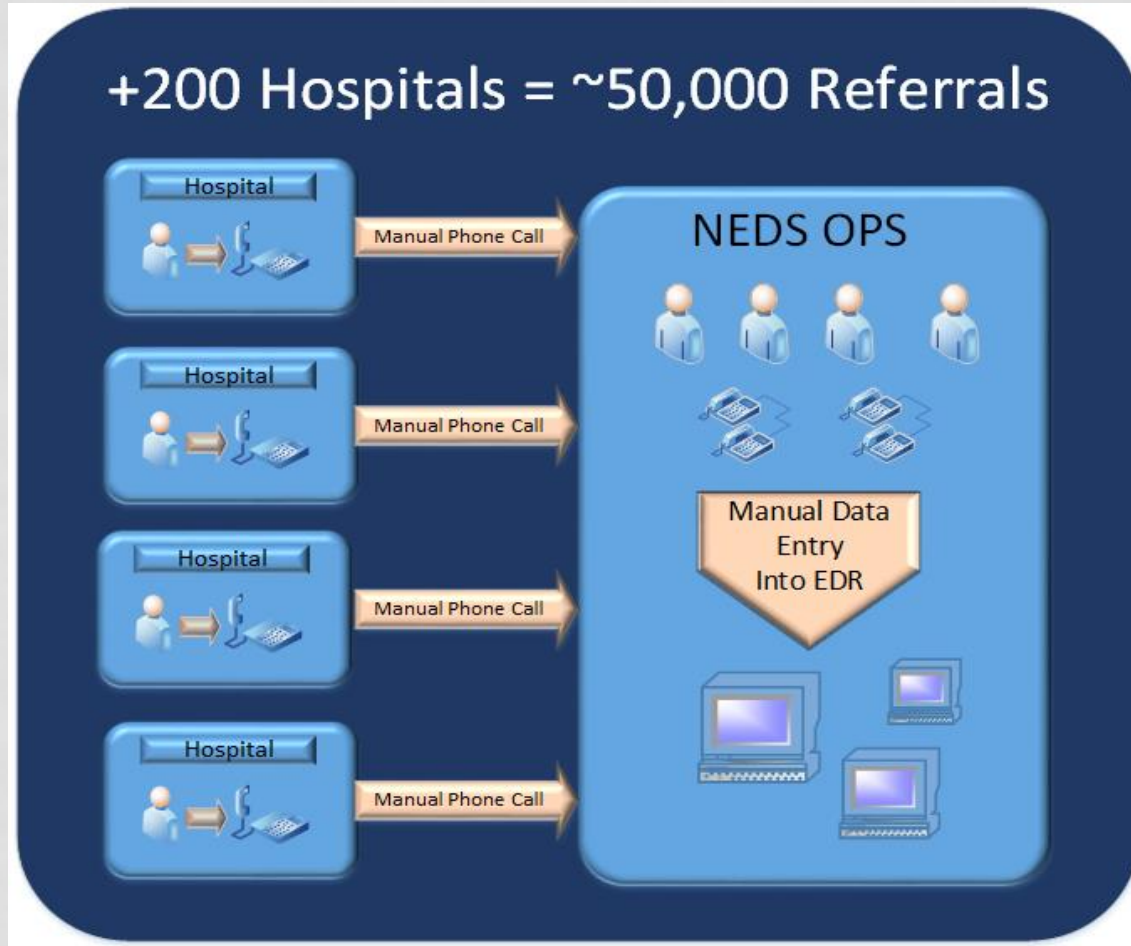 +200 Hospitals = ~50,000 Referrals
Hospital
Manual Phone Call
Hospital
Manual Phone Call
Hospital
Manual Phone Call
Hospital
Manual Phone Call
NEDS OPS
Manual Data
Entry
Into EDR